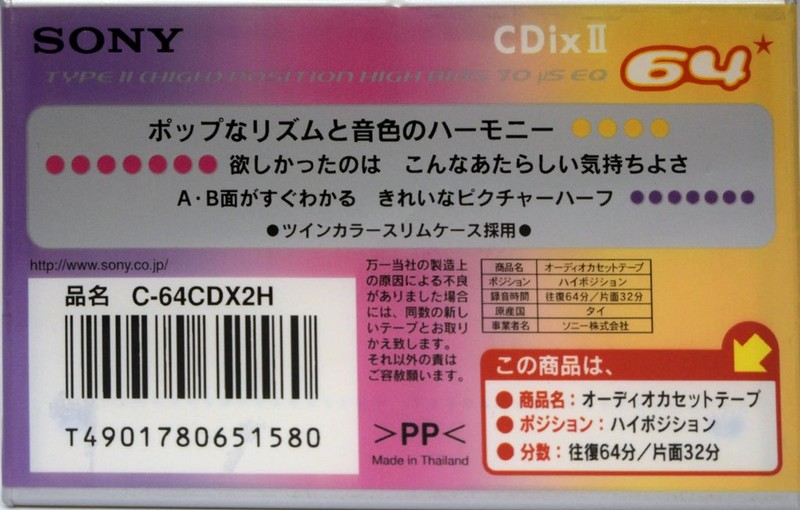 SONY
CDixⅡ
64★
TYPE II (HIGH) POSITION HIGH BIAS 70 μS EQ
ポップなリズムと音色のハーモニー
欲しかったのは こんなあたらしい気持ちよさ
A・B面がすぐわかる きれいなピクチャーハーフ
●ツインカラースリムケース採用●
http://www.sony.co.jp/
品名 C-64CDX2H
T4901780651580
万一当社の製造上
の原因による不良
がありました場合
には、同数の新し
いテープとお取り
かえ致します。
それ以外の責は
ご容赦願います。
>PP<
Made in Thailand
商品名 オーディオカセットテープ
ポジション ハイポジション
録音時間 往復64分／片面32分
原産国 タイ
事業者名 ソニー株式会社
この商品は、
●商品名：オーディオカセットテープ
●ポジション：ハイポジション
●分数：往復64分／片面32分